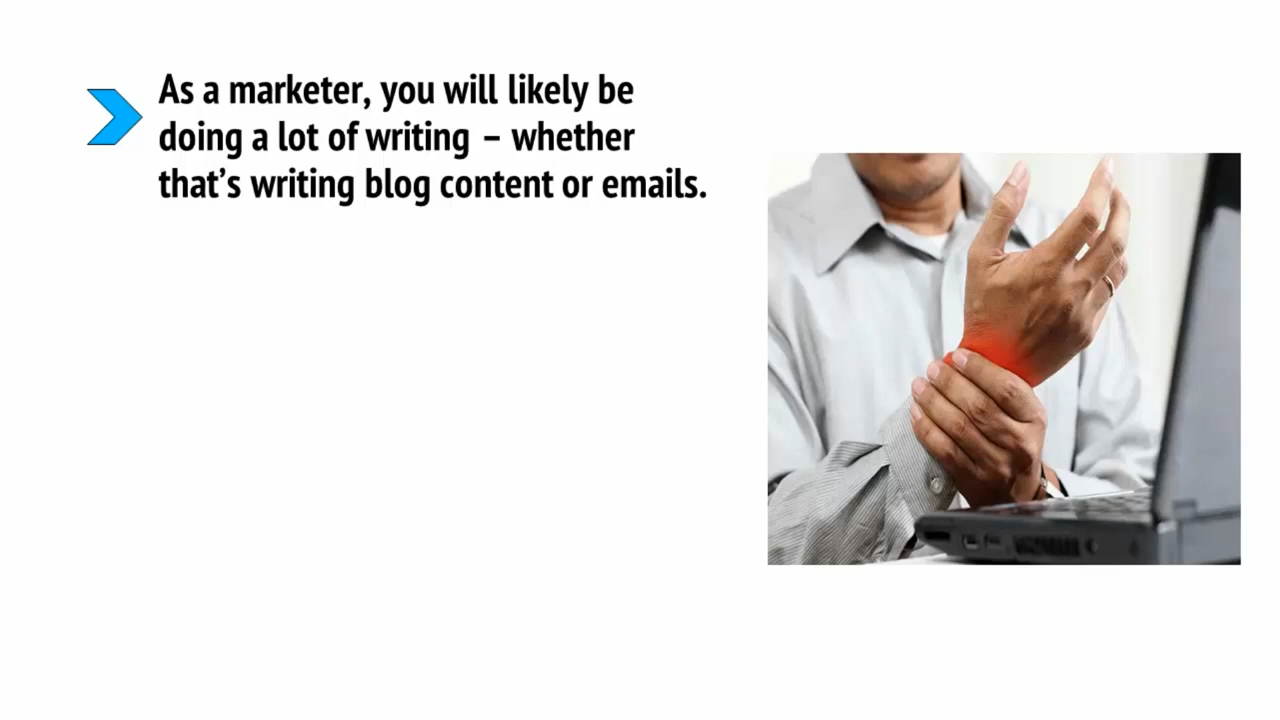 As a marketer, you will likely be
doing a lot of writing – whether
that’s writing blog content or emails.